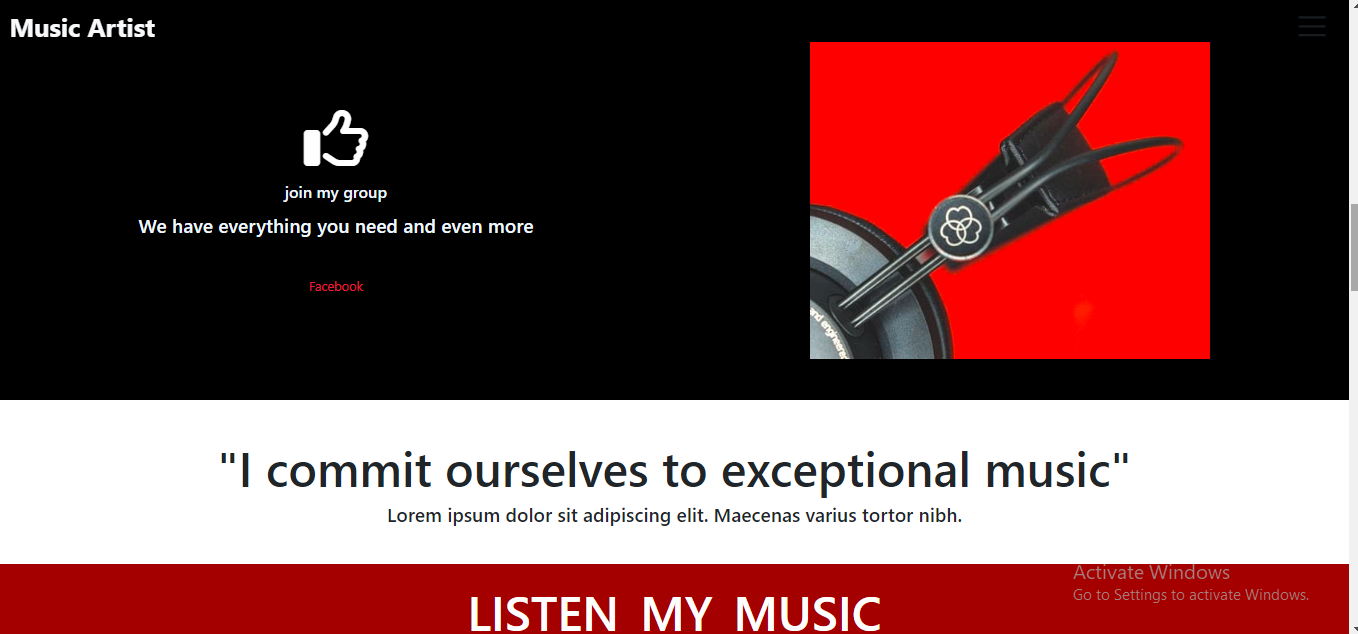 Music Artist
join my group
We have everything you need and even more
Facebook
"I commit ourselves to exceptional music"
Lorem ipsum dolor sit adipiscing elit. Maecenas varius tortor nibh.
Activate Windows
Go to Settings to activate Windows.
LISTEN MY MUSIC